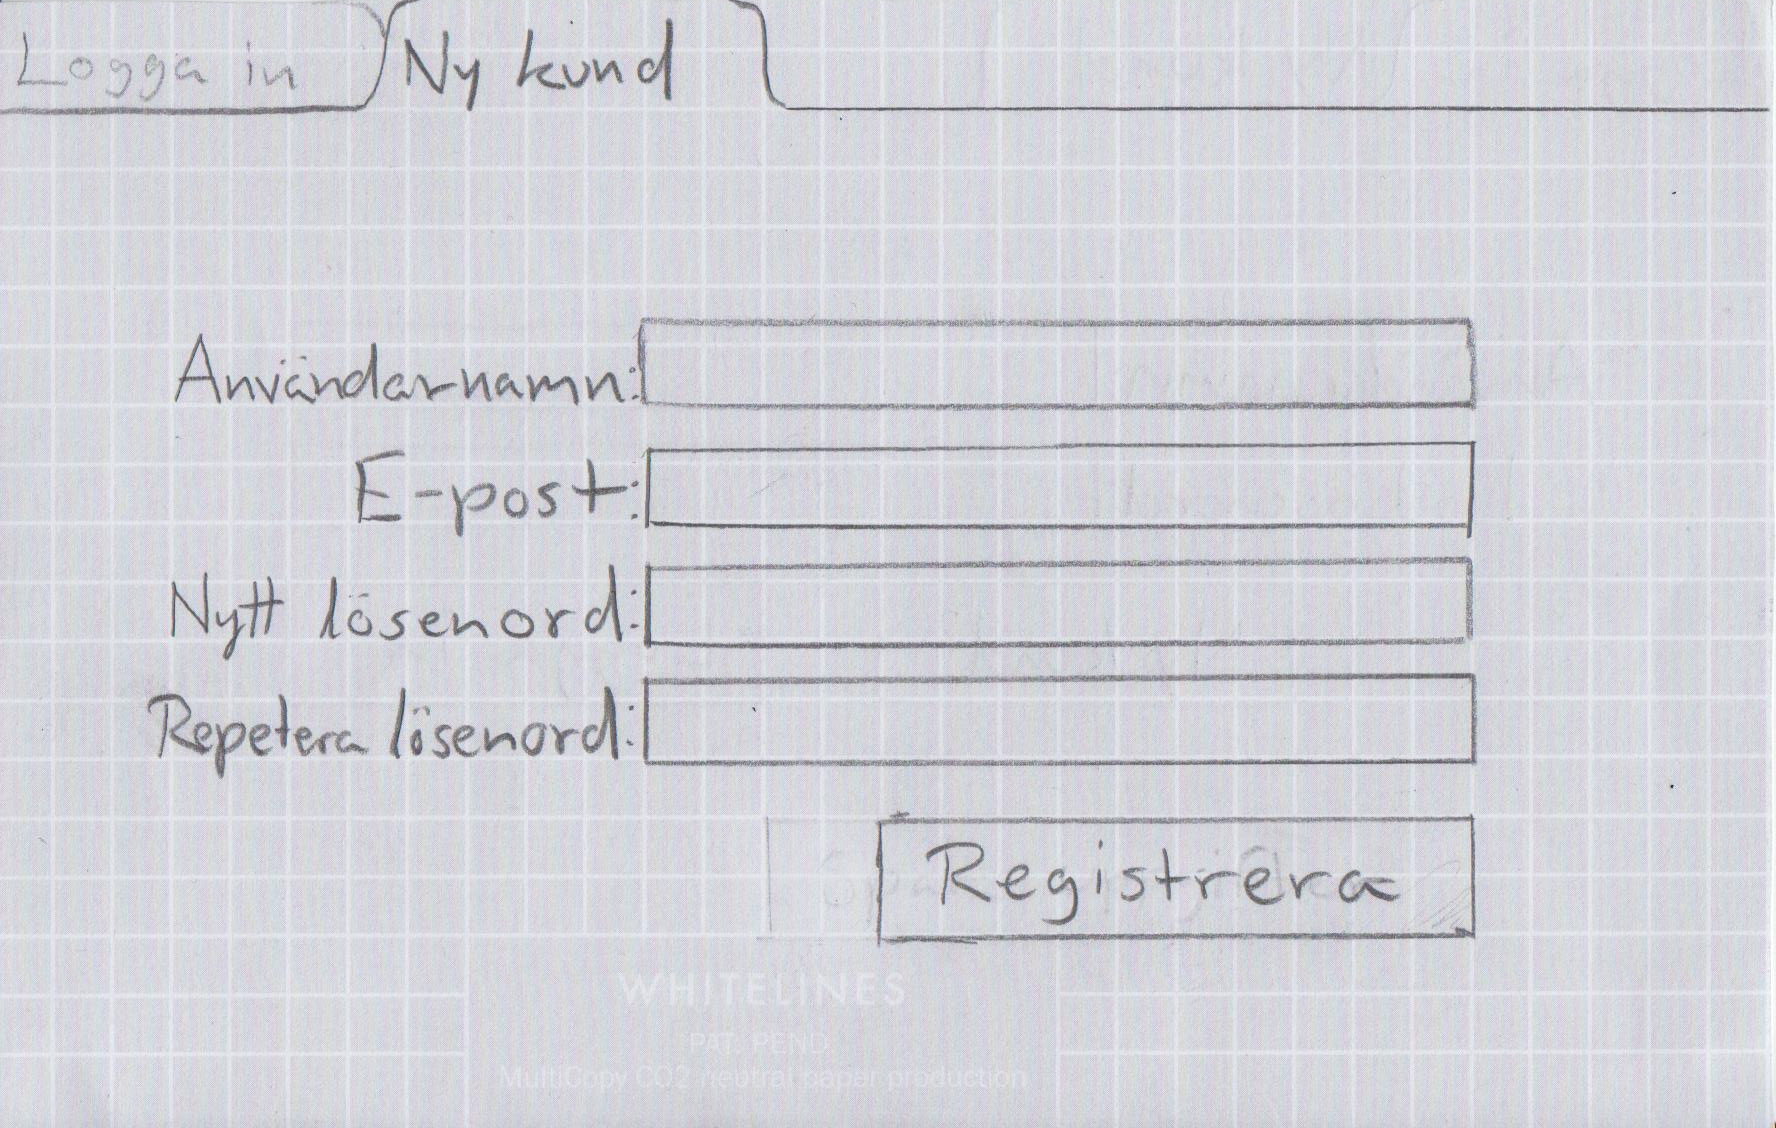 Logga in Ny kund
Användarnamn:
E-post:
Nytt lösenord:
Repetera lösenord:
Registrera
WHITELINES
PAT. PEND
MultiCopy CO2 neutral paper production